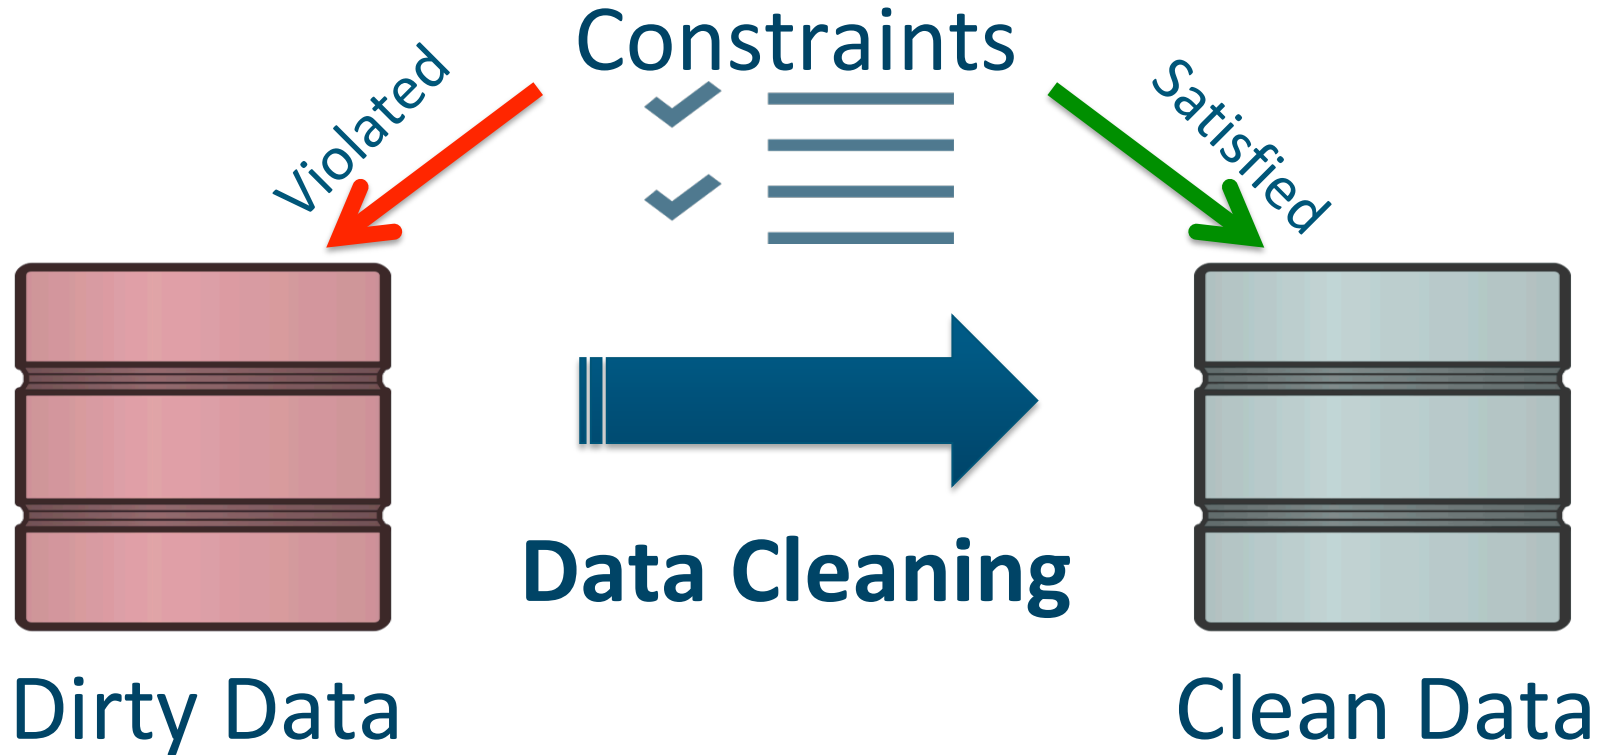 Constraints
Violated
Satisfied
Data Cleaning
Dirty Data
Clean Data